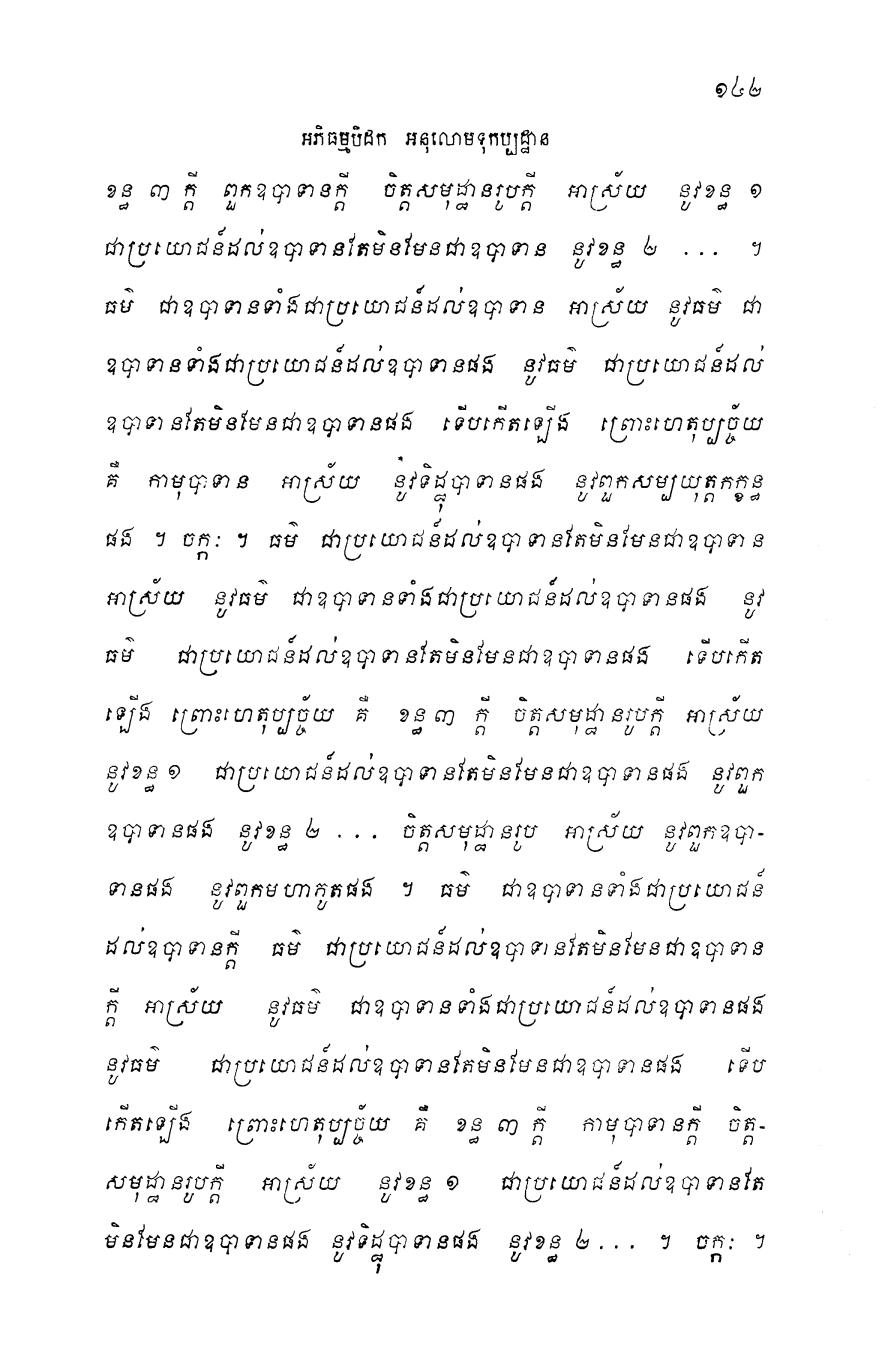 ១៤២
អភិធម្មបិដក អនុលោមទុកប្បដ្ឋាន
ខន្ធ ៣ ក្តី ពួកឧបាទានក្តី ចិត្តសមុដ្ឋានរូបក្តី អាស្រ័យ នូវខន្ធ ១
ជាប្រយោជន៍ដល់ឧបាទានតែមិនមែនជាឧបាទាន នូវខន្ធ ២ ... ។
ធម៌ ជាឧបាទានទាំងជាប្រយោជន៍ដល់ឧបាទាន អាស្រ័យ នូវធម៌ ជា
ឧបាទានទាំងជាប្រយោជន៍ដល់ឧបាទានផង នូវធម៌ ជាប្រយោជន៍ដល់
ឧបាទានតែមិនមែនជាឧបាទានផង ទើបកើតឡើង ព្រោះហេតុប្បច្ច័យ
គឺ កាមុបាទាន អាស្រ័យ នូវទិដ្ឋុបាទានផង នូវពួកសម្បយុត្តកក្ខន្ធ
ផង ។ ចក្ក: ។ ធម៌ ជាប្រយោជន៍ដល់ឧបាទានតែមិនមែនជាឧបាទាន
អាស្រ័យ នូវធម៌ ជាឧបាទានទាំងជាប្រយោជន៍ដល់ឧបាទានផង នូវ
ធម៌ ជាប្រយោជន៍ដល់ឧបាទានតែមិនមែនជាឧបាទានផង ទើបកើត
ឡើង ព្រោះហេតុប្បច្ច័យ គឺ ខន្ធ ៣ ក្តី ចិត្តសមុដ្ឋានរូបក្តី អាស្រ័យ
នូវខន្ធ ១ ជាប្រយោជន៍ដល់ឧបាទានតែមិនមែនជាឧបាទានផង នូវពួក
ឧបាទានផង នូវខន្ធ ២ ... ចិត្តសមុដ្ឋានរូប អាស្រ័យ នូវពួកឧបា-
ទានផង នូវពួកមហាភូតផង ។ ធម៌ ជាឧបាទានទាំងជាប្រយោជន៍
ដល់ឧបាទានក្តី ធម៌ ជាប្រយោជន៍ដល់ឧបាទានតែមិនមែនជាឧបាទាន
ក្តី អាស្រ័យ នូវធម៌ ជាឧបាទានទាំងជាប្រយោជន៍ដល់ឧបាទានផង
នូវធម៌ ជាប្រយោជន៍ដល់ឧបាទានតែមិនមែនជាឧបាទានផង ទើប
កើតឡើង ព្រោះហេតុប្បច្ច័យ គឺ ខន្ធ ៣ ក្តី កាមុបាទានក្តី ចិត្ត-
សមុដ្ឋានរូបក្តី អាស្រ័យ នូវខន្ធ ១ ជាប្រយោជន៍ដល់ឧបាទានតែ
មិនមែនជាឧបាទានផង នូវទិដ្ឋុបាទានផង នូវខន្ធ ២ ... ។ ចក្ក: ។